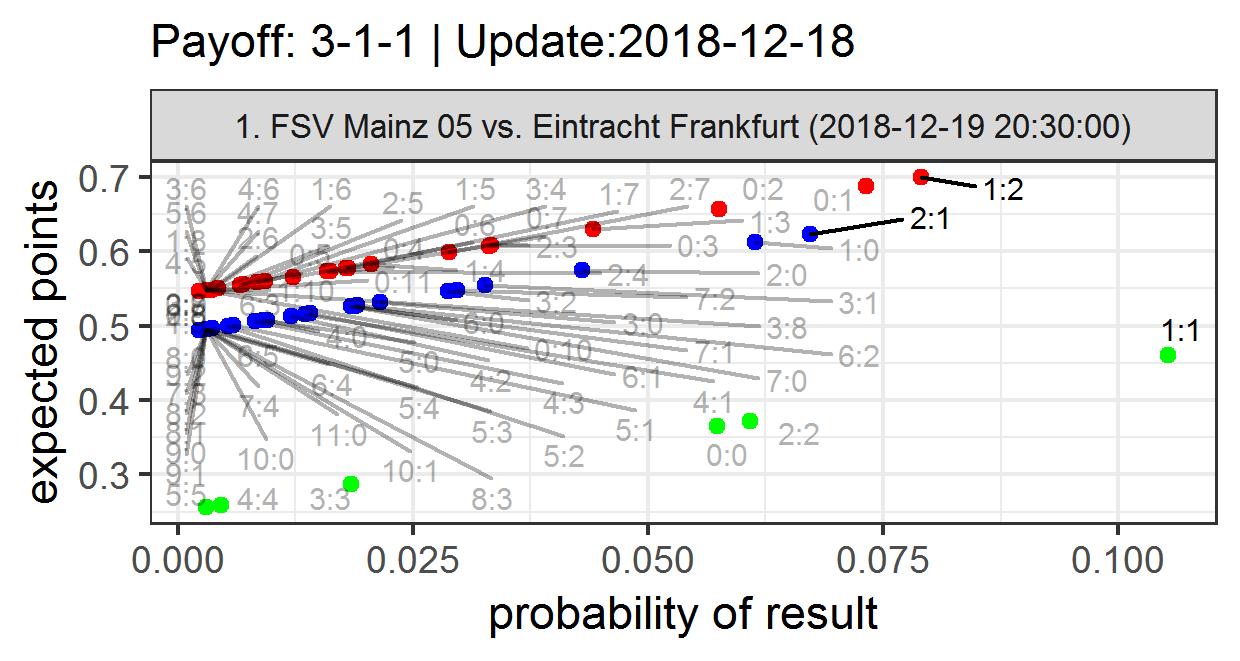 Payoff: 3-1-1 | Update:2018-12-18
1. FSV Mainz 05 vs. Eintracht Frankfurt (2018-12-19 20:30:00)
expected points
0.7
0.6
0.5
0.4
0.3
3:6 4:6 1:6 1:5 3:4 1:7 2:7 0:2 0:1 1:2
5:6 4:7 3:5 2:5 0:6 0:7 1:3 2:1
2:6 0:5 0:4 2:3 0:3 1:0
0:11 1:4 2:4 2:0
6:3 3:2 7:2 3:1
6:0 3:0 3:8 1:1
6:5 4:0 5:0 0:10 7:1 6:2
6:4 4:2 6:1 7:0
7:4 5:4 4:3 4:1
11:0 5:3 5:1 2:2
9:0 10:0 10:1 5:2 0:0
9:1
5:5 4:4 3:3 8:3
0.000 0.025 0.050 0.075 0.100
probability of result